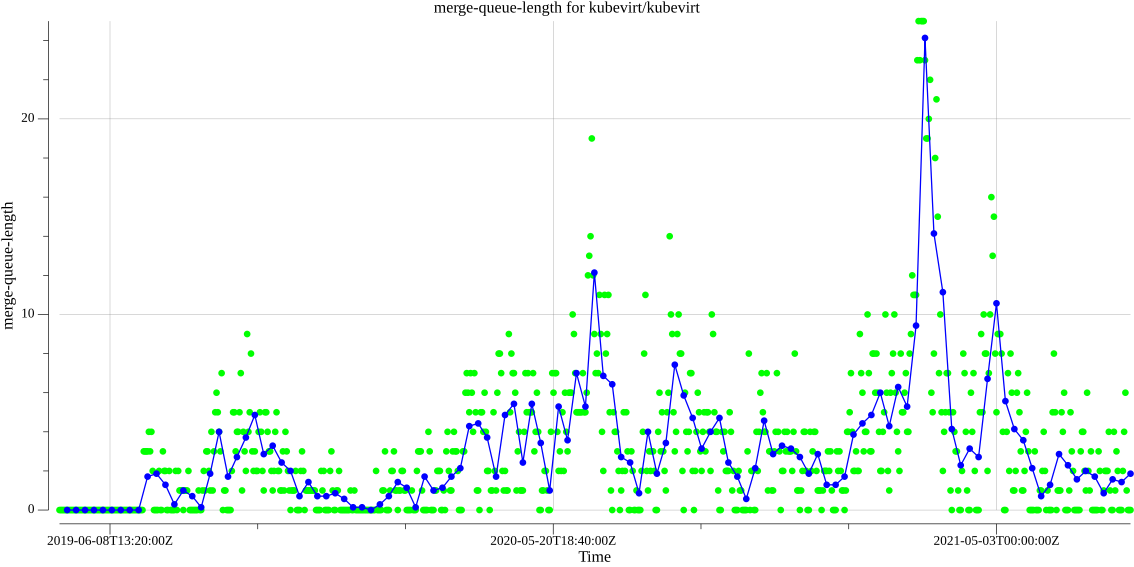 merge-queue-length for kubevirt/kubevirt
20
10
0
merge-queue-length
2019-06-08T13:20:00Z
2020-05-20T18:40:00Z
2021-05-03T00:00:00Z
Time